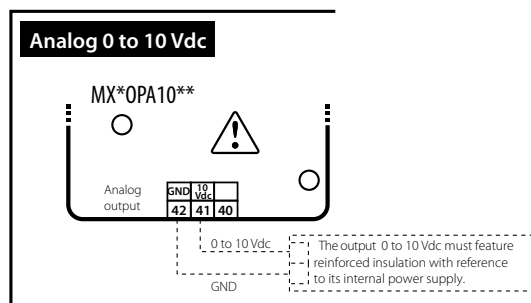 Analog 0 to 10 Vdc
MX*OPA10**
Analog
output
GND 10 Vdc
42 41 40
0 to 10 Vdc
GND
The output 0 to 10 Vdc must feature
reinforced insulation with reference
to its internal power supply.